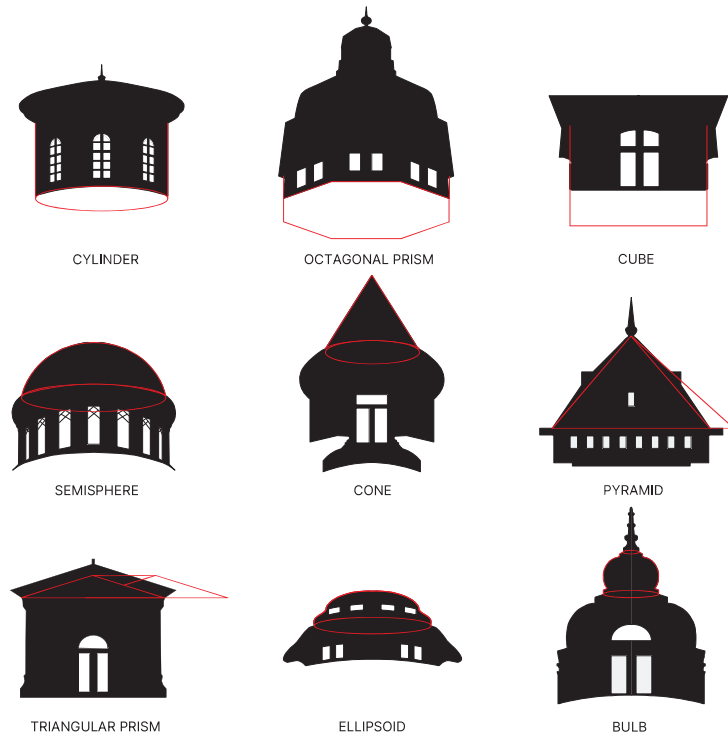 CYLINDER
OCTAGONAL PRISM
CUBE
SEMISPHERE
CONE
PYRAMID
TRIANGULAR PRISM
ELLIPSOID
BULB